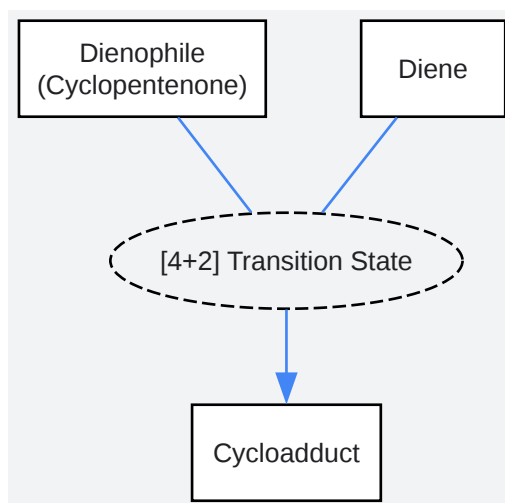 Dienophile
(Cyclopentenone)
Diene
[4+2] Transition State
Cycloadduct